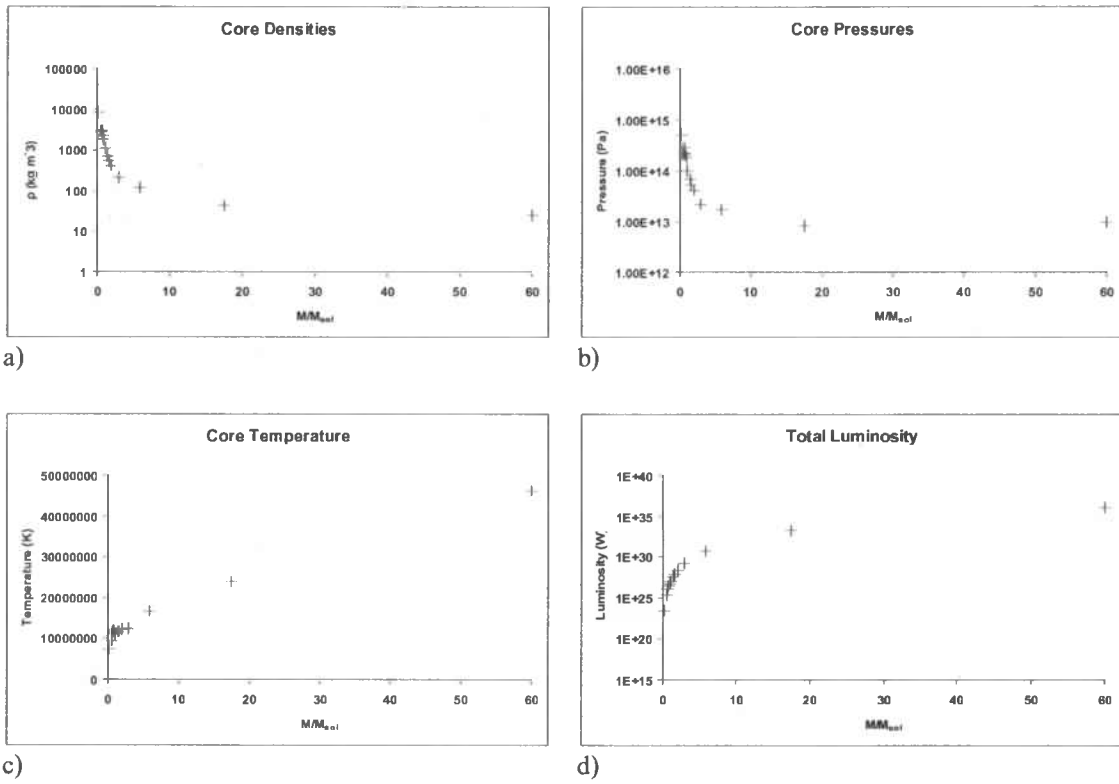 Core Densities
ρ (kg m^3)
100000
10000
1000
100
10
1
0 10 20 30 40 50 60
M/M_sol
a)
Core Pressures
Pressure (Pa)
1.00E+16
1.00E+15
1.00E+14
1.00E+13
1.00E+12
0 10 20 30 40 50 60
M/M_sol
b)
Core Temperature
Temperature (K)
50000000
40000000
30000000
20000000
10000000
0
0 10 20 30 40 50 60
M/M_sol
c)
Total Luminosity
Luminosity (W.
1E+40
1E+35
1E+30
1E+25
1E+20
1E+15
0 10 20 30 40 50 60
M/M_sol
d)